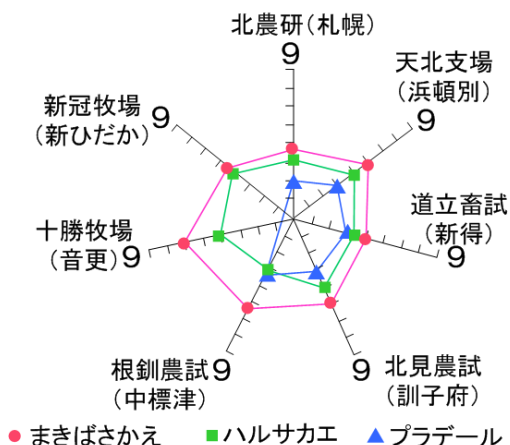 北農研(札幌)
9
天北支場
(浜頓別)
9
道立畜試
(新得)
9
北見農試
(訓子府)
9
根釧農試
(中標津)
9
十勝牧場
(音更)
9
新冠牧場
(新ひだか)
9
まきばさかえ
ハルサカエ
プラデール